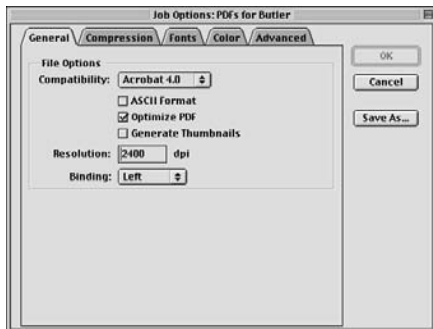 Job Options: PDFs for Butler
General Compression Fonts Color Advanced
File Options
Compatibility: Acrobat 4.0
ASCII Format
Optimize PDF
Generate Thumbnails
Resolution: 2400 dpi
Binding: Left
OK
Cancel
Save As...